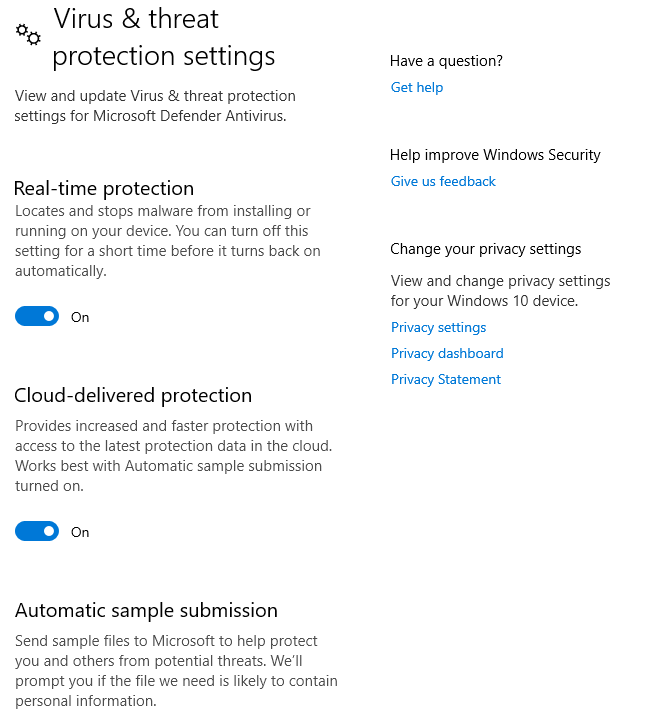 Virus & threat
protection settings
View and update Virus & threat protection
settings for Microsoft Defender Antivirus.
Real-time protection
Locates and stops malware from installing or
running on your device. You can turn off this
setting for a short time before it turns back on
automatically.
On
Cloud-delivered protection
Provides increased and faster protection with
access to the latest protection data in the cloud.
Works best with Automatic sample submission
turned on.
On
Automatic sample submission
Send sample files to Microsoft to help protect
you and others from potential threats. We’ll
prompt you if the file we need is likely to contain
personal information.
Have a question?
Get help
Help improve Windows Security
Give us feedback
Change your privacy settings
View and change privacy settings
for your Windows 10 device.
Privacy settings
Privacy dashboard
Privacy Statement